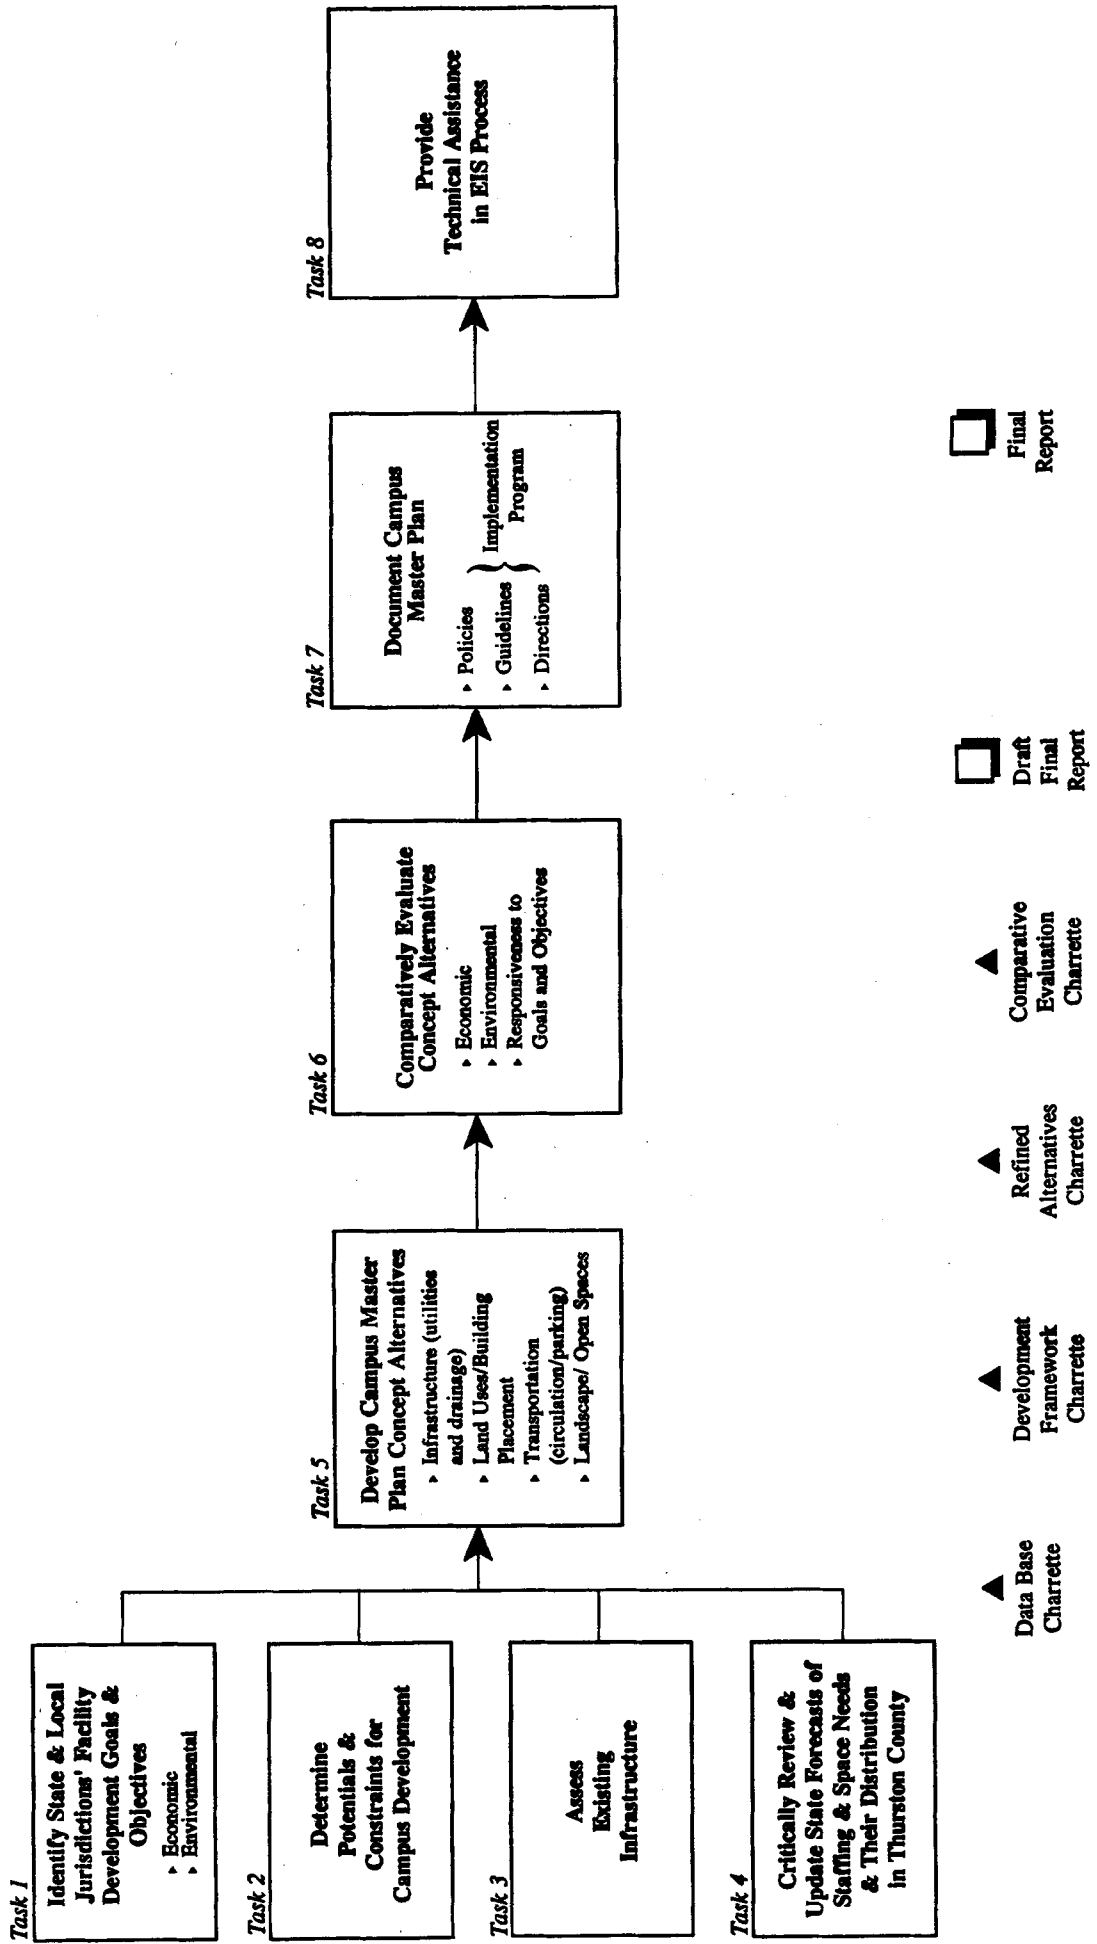 Task 1
Identify State & Local
Jurisdictions' Facility
Development Goals &
Objectives
▸ Economic
▸ Environmental
Task 2
Determine
Potentials &
Constraints for
Campus Development
Task 3
Assess
Existing
Infrastructure
Task 4
Critically Review &
Update State Forecasts of
Staffing & Space Needs
& Their Distribution
in Thurston County
Task 5
Develop Campus Master
Plan Concept Alternatives
▸ Infrastructure (utilities
and drainage)
▸ Land Uses/Building
Placement
▸ Transportation
(circulation/parking)
▸ Landscape/ Open Spaces
Task 6
Comparatively Evaluate
Concept Alternatives
▸ Economic
▸ Environmental
▸ Responsiveness to
Goals and Objectives
Task 7
Document Campus
Master Plan
▸ Policies
▸ Guidelines
▸ Directions
Implementation
Program
Task 8
Provide
Technical Assistance
in EIS Process
Data Base
Charrette
Development
Framework
Charrette
Refined
Alternatives
Charrette
Comparative
Evaluation
Charrette
Draft
Final
Report
Final
Report